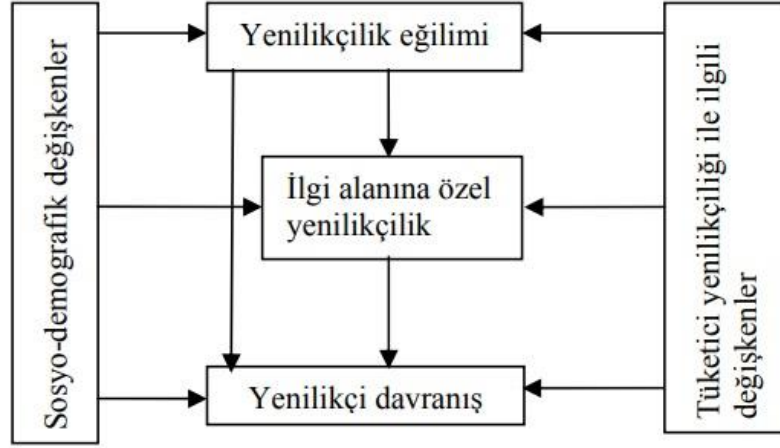 Sosyo-demografik değişkenler
Yenilikçilik eğilimi
İlgi alanına özel
yenilikçilik
Yenilikçi davranış
Tüketici yenilikçiliği ile ilgili
değişkenler